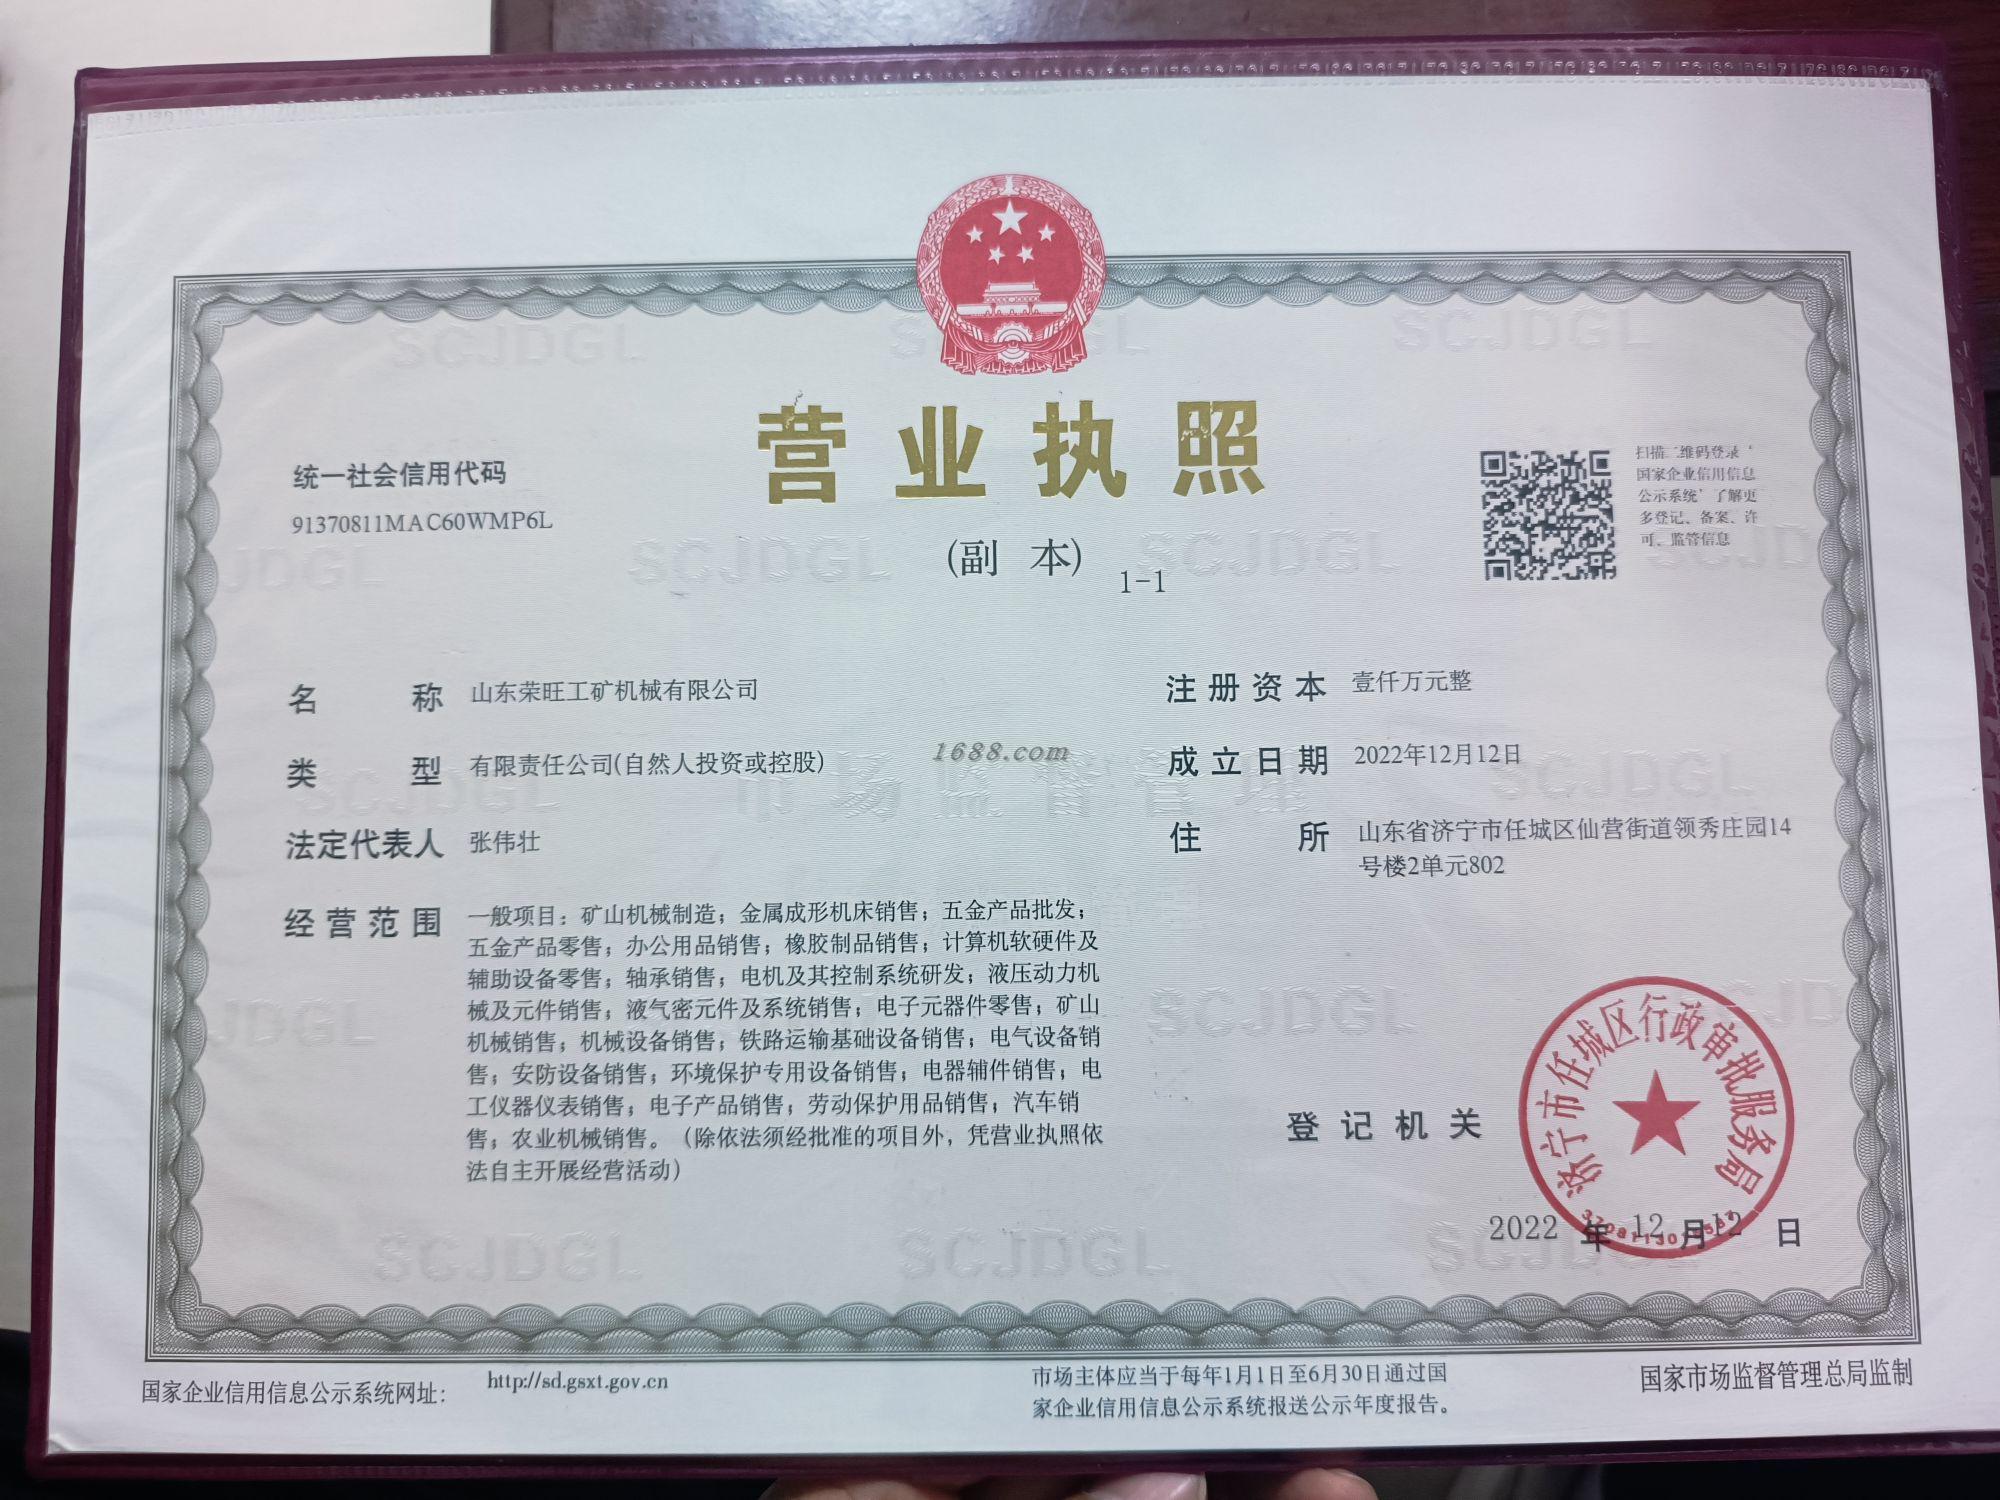 营业执照
(副 本)
1-1
统一社会信用代码
91370811MAC60WMP6L
扫描二维码登录'
国家企业信用信息
公示系统'了解更
多登记、备案、许
可、监管信息
名 称 山东荣旺工矿机械有限公司
类 型 有限责任公司(自然人投资或控股)
法定代表人 张伟壮
经营范围 一般项目：矿山机械制造；金属成形机床销售；五金产品批发；
五金产品零售；办公用品销售；橡胶制品销售；计算机软硬件及
辅助设备零售；轴承销售；电机及其控制系统研发；液压动力机
械及元件销售；液气密元件及系统销售；电子元器件零售；矿山
机械销售；机械设备销售；铁路运输基础设备销售；电气设备销
售；安防设备销售；环境保护专用设备销售；电器辅件销售；电
工仪器仪表销售；电子产品销售；劳动保护用品销售；汽车销
售；农业机械销售。（除依法须经批准的项目外，凭营业执照依
法自主开展经营活动）
注册资本 壹仟万元整
成立日期 2022年12月12日
住 所 山东省济宁市任城区仙营街道领秀庄园14
号楼2单元802
1688.com
登记机关
济宁市任城区行政审批服务局
2022 年 12 月 12 日
国家企业信用信息公示系统网址：
http://sd.gsxt.gov.cn
市场主体应当于每年1月1日至6月30日通过国
家企业信用信息公示系统报送公示年度报告。
国家市场监督管理总局监制
SCJDGL
市场监督管理